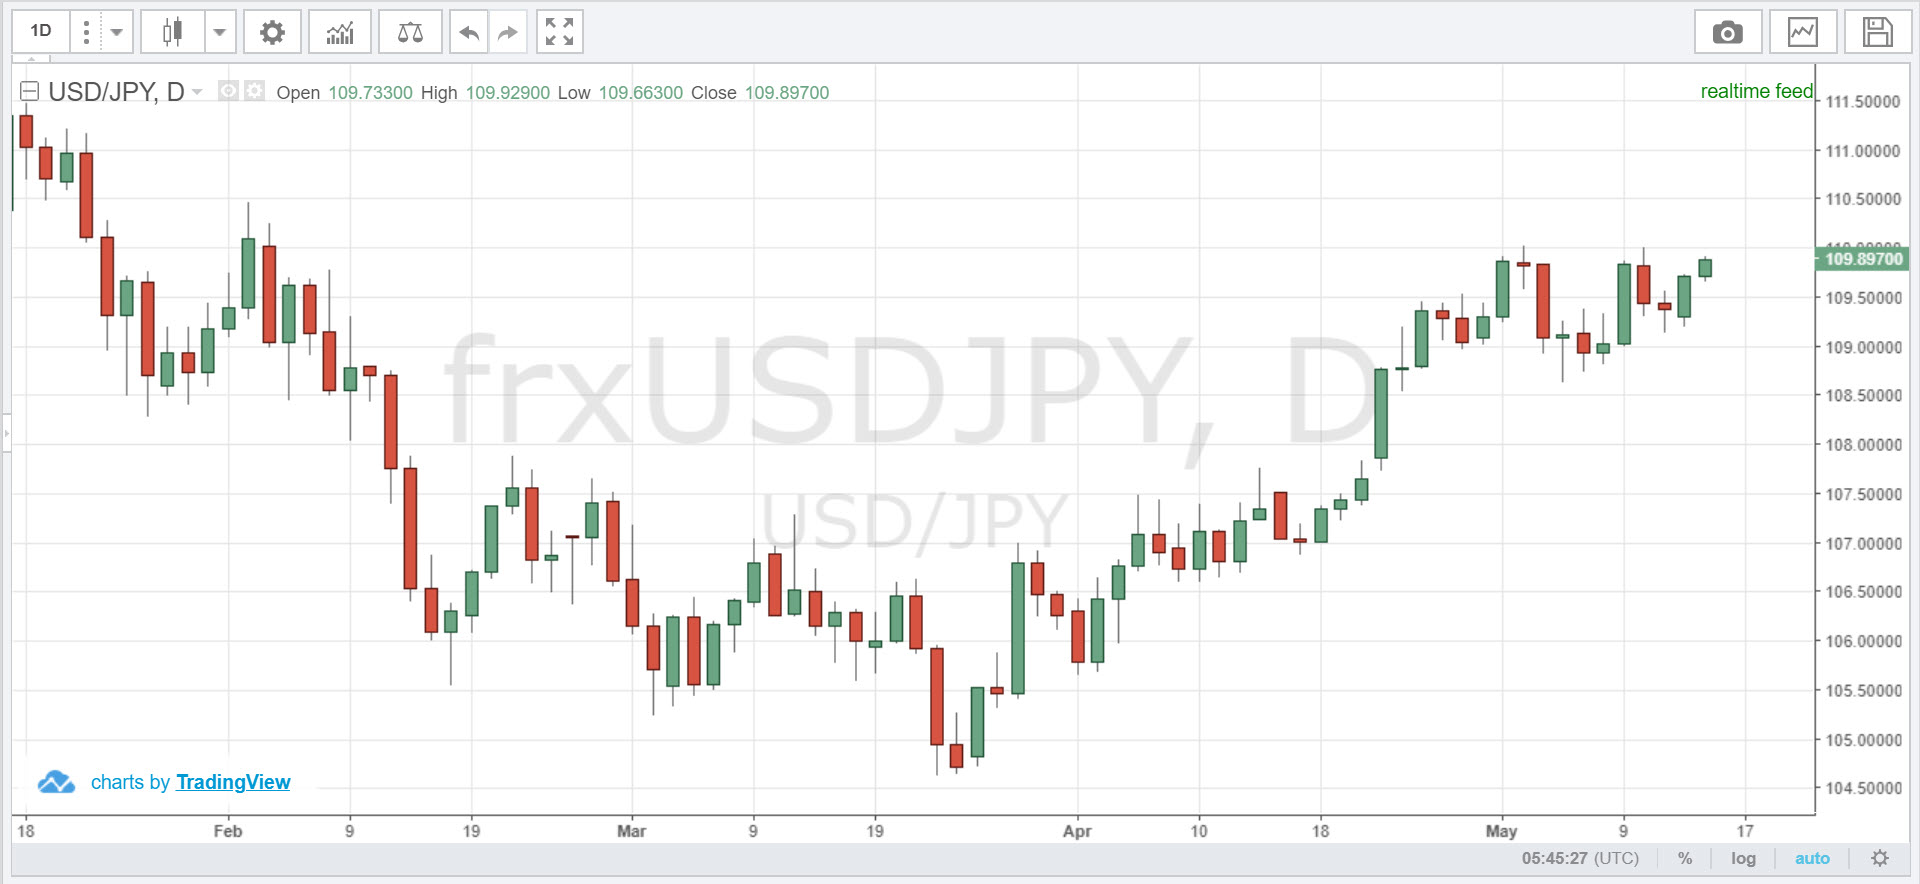 1D
USD/JPY, D Open 109.73300 High 109.92900 Low 109.66300 Close 109.89700
realtime feed
111.50000
111.00000
110.50000
110.00000
109.89700
109.50000
109.00000
108.50000
108.00000
107.50000
107.00000
106.50000
106.00000
105.50000
105.00000
104.50000
frxUSDJPY, D
USD/JPY
charts by TradingView
18 Feb 9 19 Mar 9 19 Apr 10 18 May 9 17
05:45:27 (UTC) % log auto